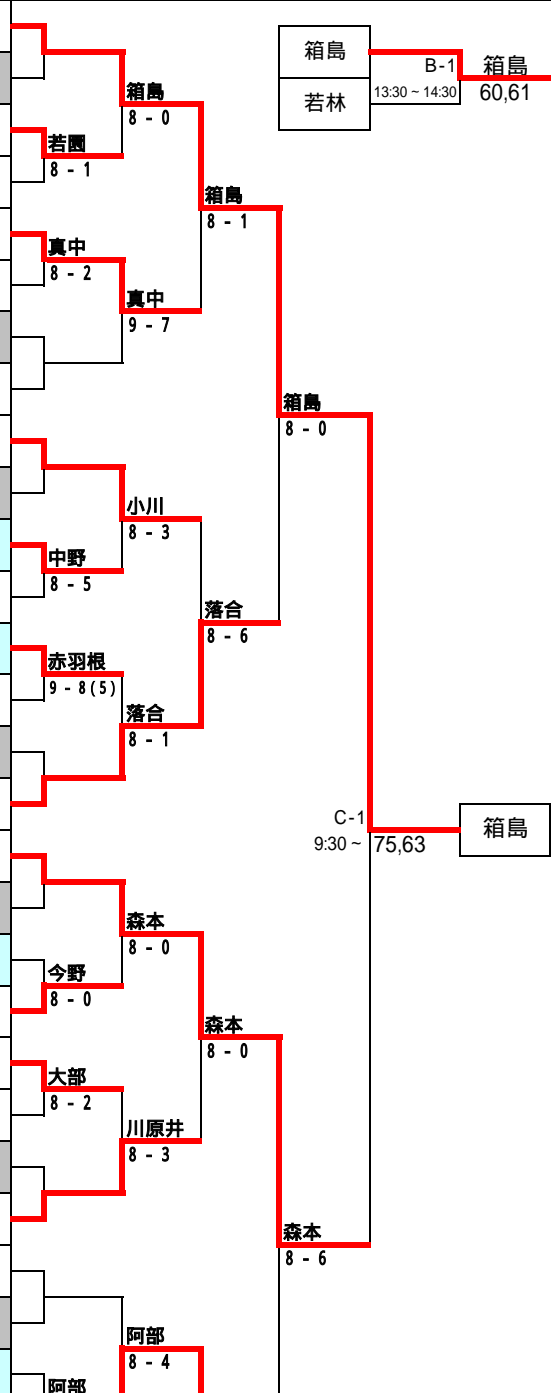 箱島
若林
B-1
13:30 ~ 14:30
箱島
60,61
箱島
8 - 0
若園
8 - 1
箱島
8 - 1
真中
8 - 2
真中
9 - 7
箱島
8 - 0
小川
8 - 3
中野
8 - 5
落合
8 - 6
赤羽根
9 - 8(5)
落合
8 - 1
C-1
9:30 ~
75,63
箱島
森本
8 - 0
今野
8 - 0
森本
8 - 0
大部
8 - 2
川原井
8 - 3
森本
8 - 6
阿部
8 - 4
阿部